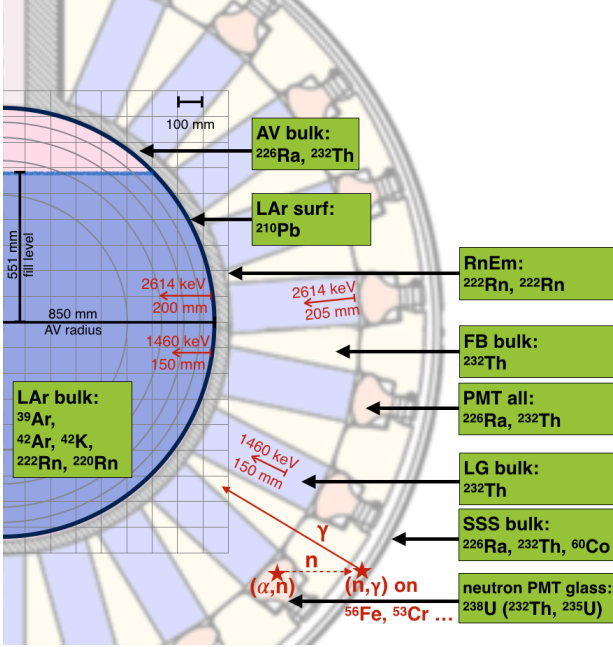 100 mm
AV bulk:
²²⁶Ra, ²³²Th
LAr surf:
²¹⁰Pb
551 mm
fill level
RnEm:
²²²Rn, ²²²Rn
2614 keV
200 mm
2614 keV
205 mm
850 mm
AV radius
1460 keV
150 mm
FB bulk:
²³²Th
LAr bulk:
³⁹Ar,
⁴²Ar, ⁴²K,
²²²Rn, ²²⁰Rn
PMT all:
²²⁶Ra, ²³²Th
1460 keV
150 mm
LG bulk:
²³²Th
SSS bulk:
²²⁶Ra, ²³²Th, ⁶⁰Co
γ
n
(α,n)
(n,γ) on
⁵⁶Fe, ⁵³Cr ...
neutron PMT glass:
²³⁸U (²³²Th, ²³⁵U)